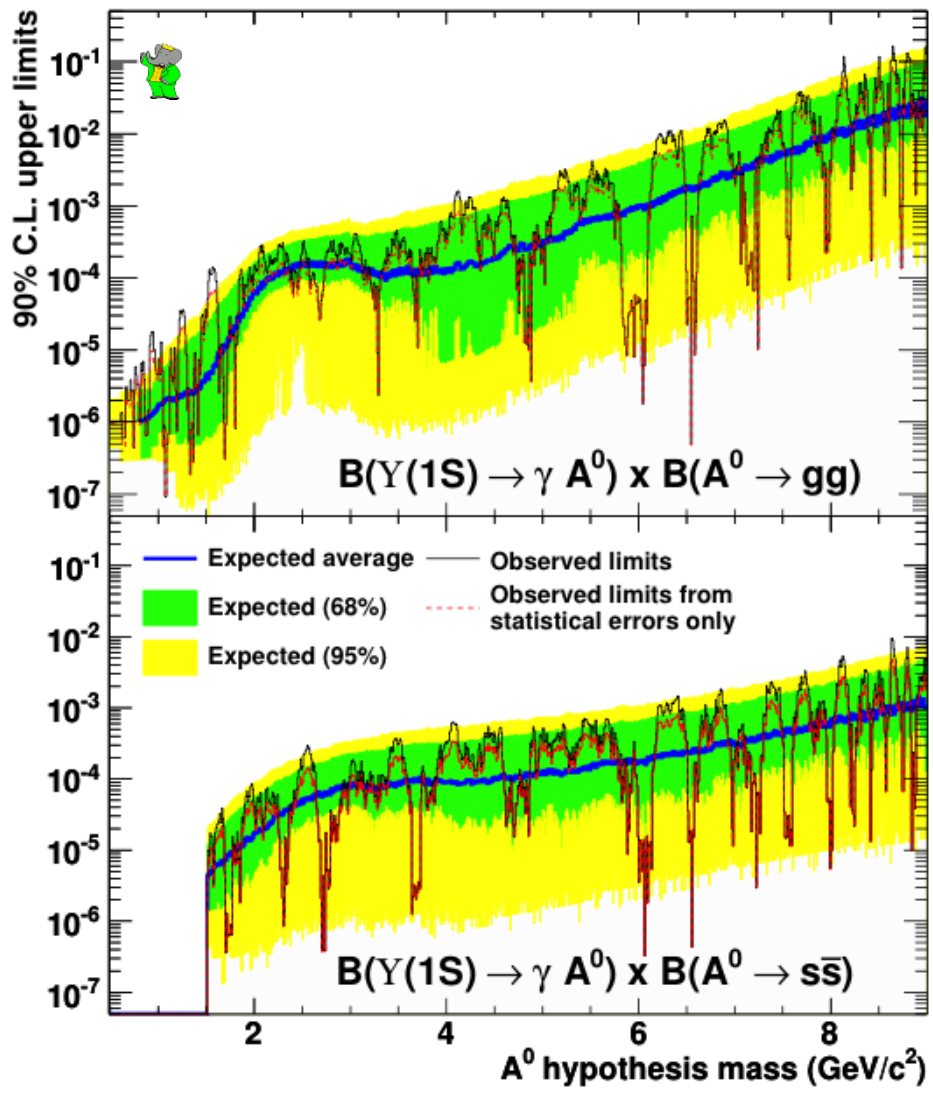 90% C.L. upper limits
10⁻¹
10⁻²
10⁻³
10⁻⁴
10⁻⁵
10⁻⁶
10⁻⁷
B(ϒ(1S) → γ A⁰) x B(A⁰ → gg)
10⁻¹
10⁻²
10⁻³
10⁻⁴
10⁻⁵
10⁻⁶
10⁻⁷
Expected average
Observed limits
Expected (68%)
Observed limits from
statistical errors only
Expected (95%)
B(ϒ(1S) → γ A⁰) x B(A⁰ → ss̅)
2 4 6 8
A⁰ hypothesis mass (GeV/c²)